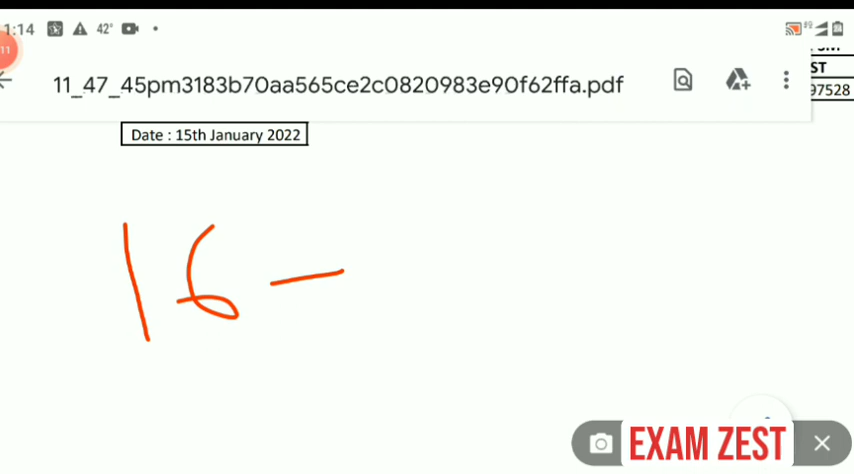 1:14 42°
11_47_45pm3183b70aa565ce2c0820983e90f62ffa.pdf
ST
97528
Date : 15th January 2022
16 —
EXAM ZEST